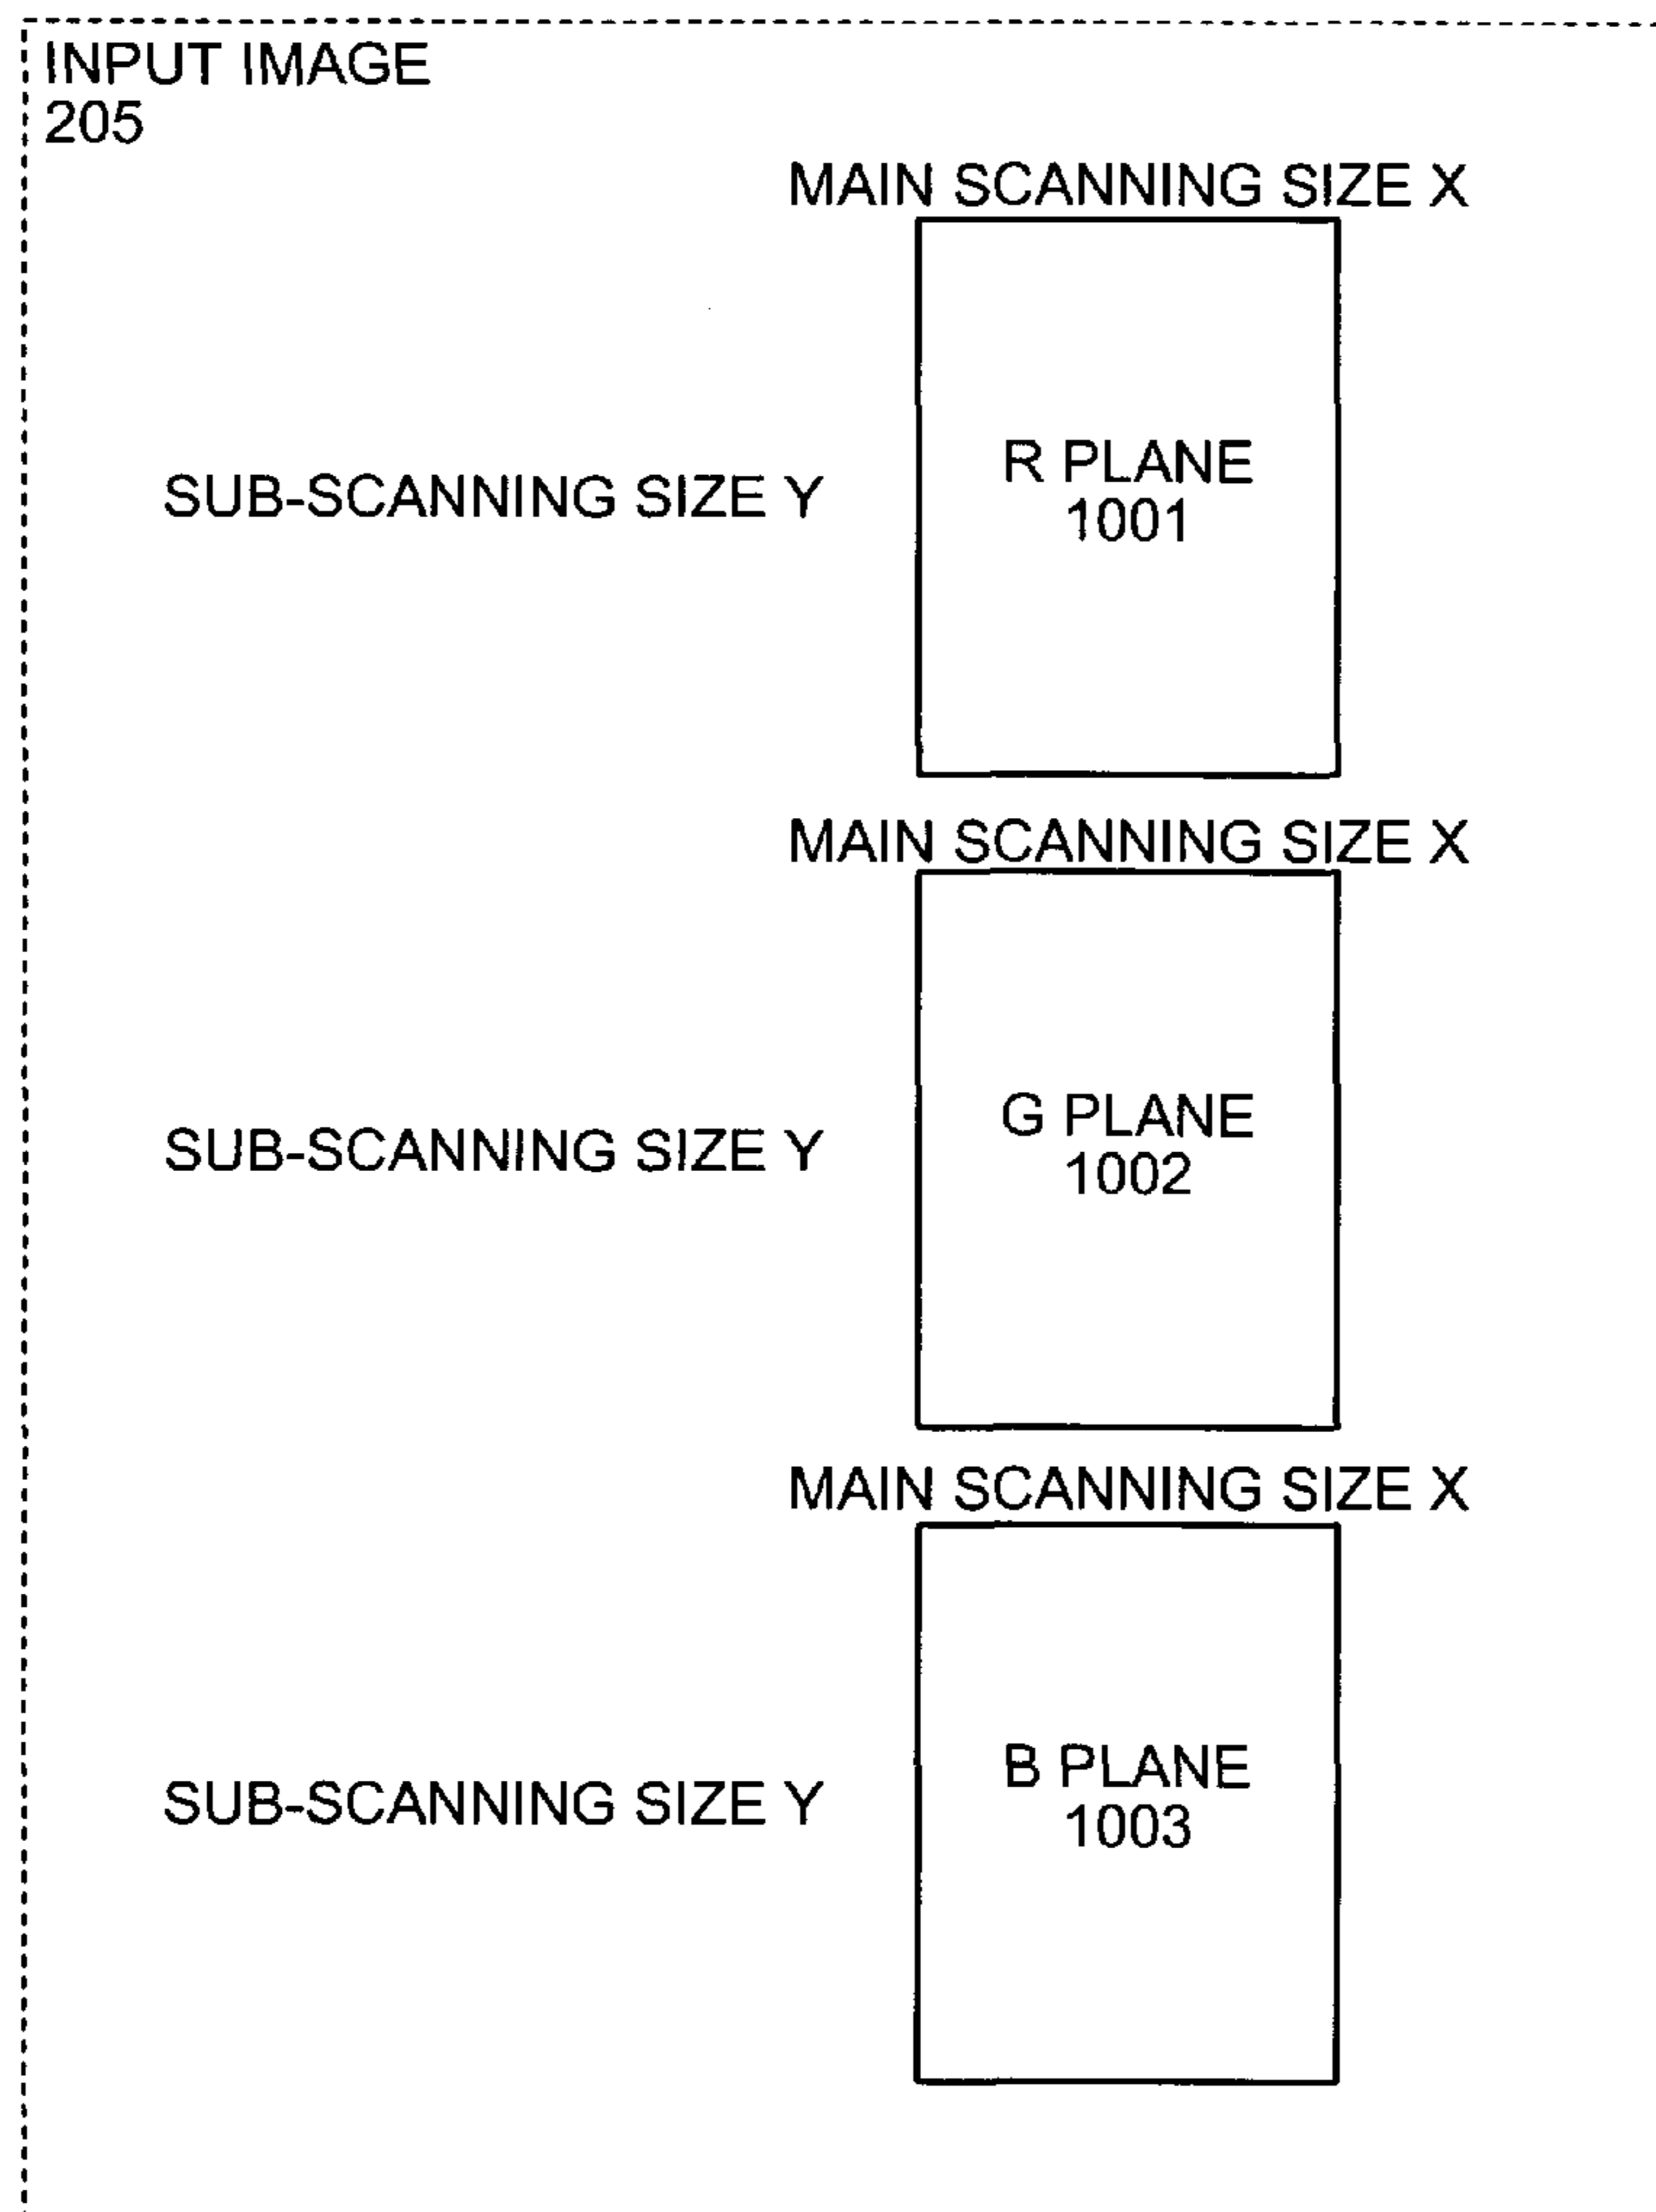 INPUT IMAGE
205
MAIN SCANNING SIZE X
SUB-SCANNING SIZE Y
R PLANE
1001
MAIN SCANNING SIZE X
SUB-SCANNING SIZE Y
G PLANE
1002
MAIN SCANNING SIZE X
SUB-SCANNING SIZE Y
B PLANE
1003